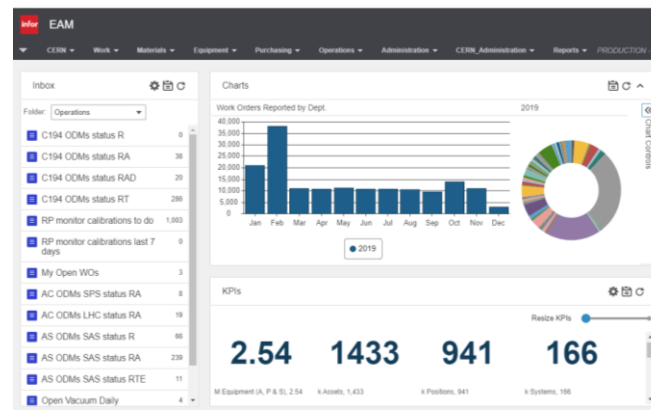 infor EAM
CERN Work Materials Equipment Purchasing Operations Administration CERN_Administration Reports PRODUCTION -
Inbox
Folder: Operations
C194 ODMs status R 0
C194 ODMs status RA 38
C194 ODMs status RAD 20
C194 ODMs status RT 286
RP monitor calibrations to do 1,003
RP monitor calibrations last 7 0
days
My Open WOs 3
AC ODMs SPS status RA 8
AC ODMs LHC status RA 19
AS ODMs SAS status R 66
AS ODMs SAS status RA 239
AS ODMs SAS status RTE 11
Open Vacuum Daily 4
Charts
Work Orders Reported by Dept. 2019
40,000
35,000
30,000
25,000
20,000
15,000
10,000
5,000
0
Jan Feb Mar Apr May Jun Jul Aug Sep Oct Nov Dec
2019
Chart Controls
KPIs
Resize KPIs
2.54 1433 941 166
M Equipment (A, P & S), 2.54 k Assets, 1,433 k Positions, 941 k Systems, 166